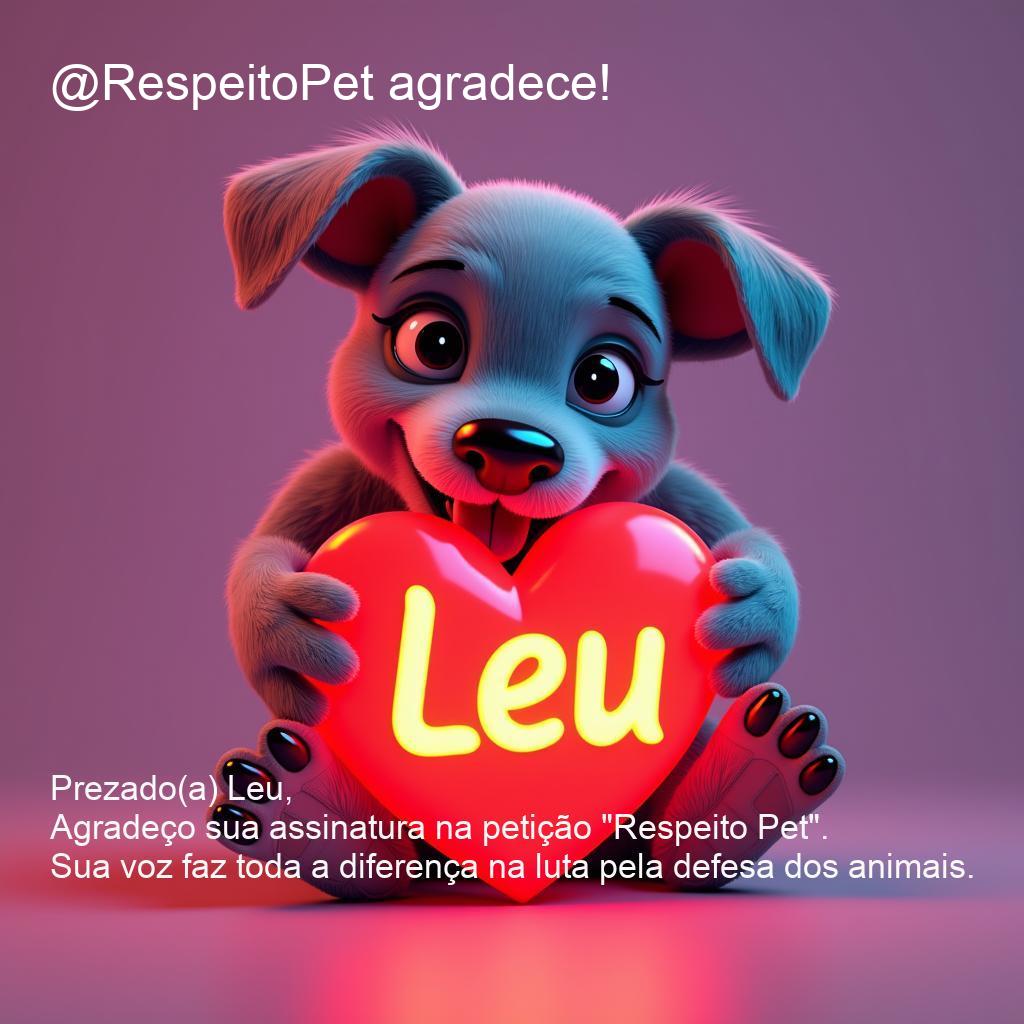 @RespeitoPet agradece!
Leu
Prezado(a) Leu,
Agradeço sua assinatura na petição "Respeito Pet".
Sua voz faz toda a diferença na luta pela defesa dos animais.